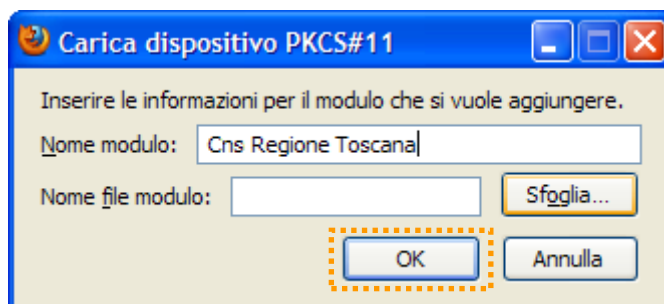 Carica dispositivo PKCS#11
Inserire le informazioni per il modulo che si vuole aggiungere.
Nome modulo: Cns Regione Toscana
Nome file modulo: Sfoglia...
OK Annulla